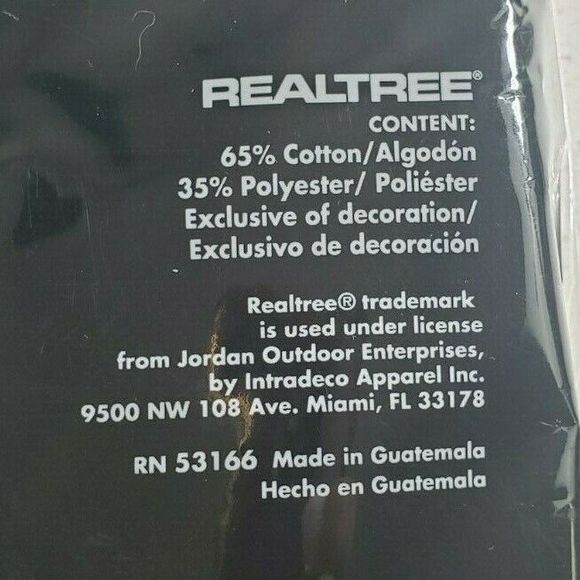 REALTREE®
CONTENT:
65% Cotton/Algodón
35% Polyester/ Poliéster
Exclusive of decoration/
Exclusivo de decoración
Realtree® trademark
is used under license
from Jordan Outdoor Enterprises,
by Intradeco Apparel Inc.
9500 NW 108 Ave. Miami, FL 33178
RN 53166 Made in Guatemala
Hecho en Guatemala